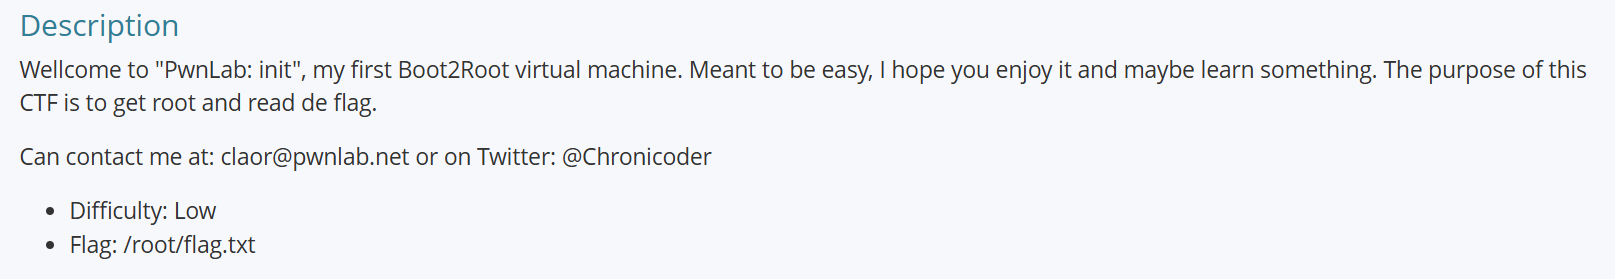 Description
Wellcome to "PwnLab: init", my first Boot2Root virtual machine. Meant to be easy, I hope you enjoy it and maybe learn something. The purpose of this
CTF is to get root and read de flag.
Can contact me at: claor@pwnlab.net or on Twitter: @Chronicoder
• Difficulty: Low
• Flag: /root/flag.txt